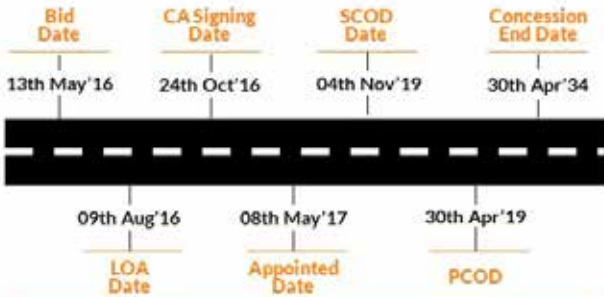 Bid
Date
CA Signing
Date
SCOD
Date
Concession
End Date
13th May'16
24th Oct'16
04th Nov'19
30th Apr'34
09th Aug'16
08th May'17
30th Apr'19
LOA
Date
Appointed
Date
PCOD